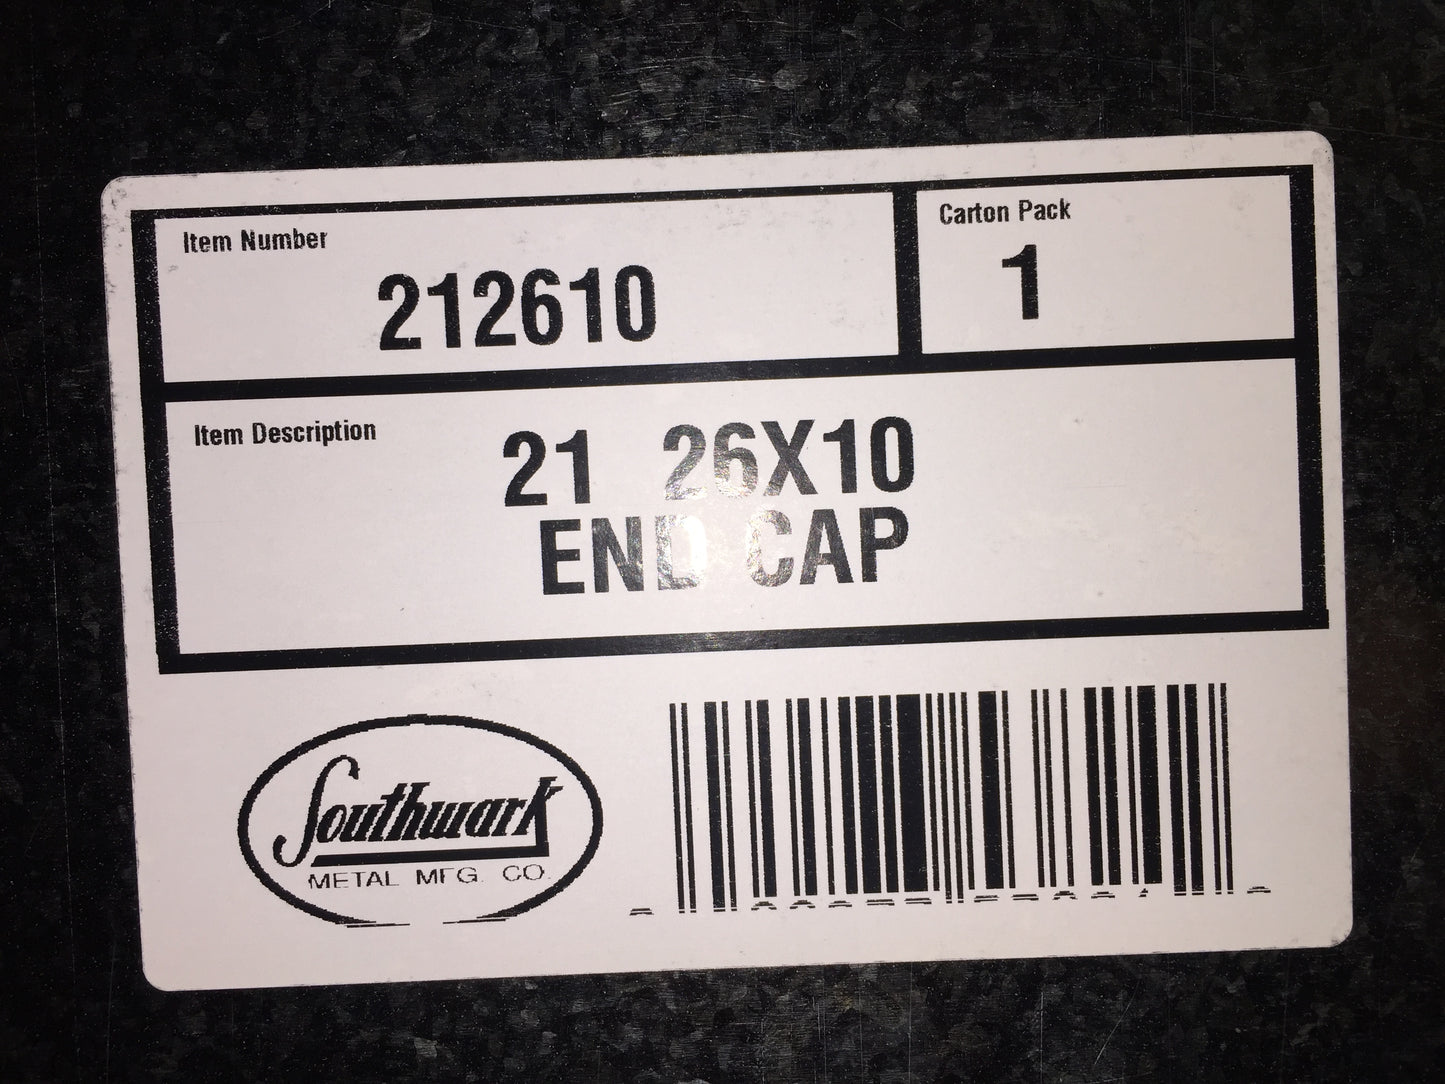 Item Number
212610
Carton Pack
1
Item Description
21 26X10
END CAP
Southwark
METAL MFG. CO.